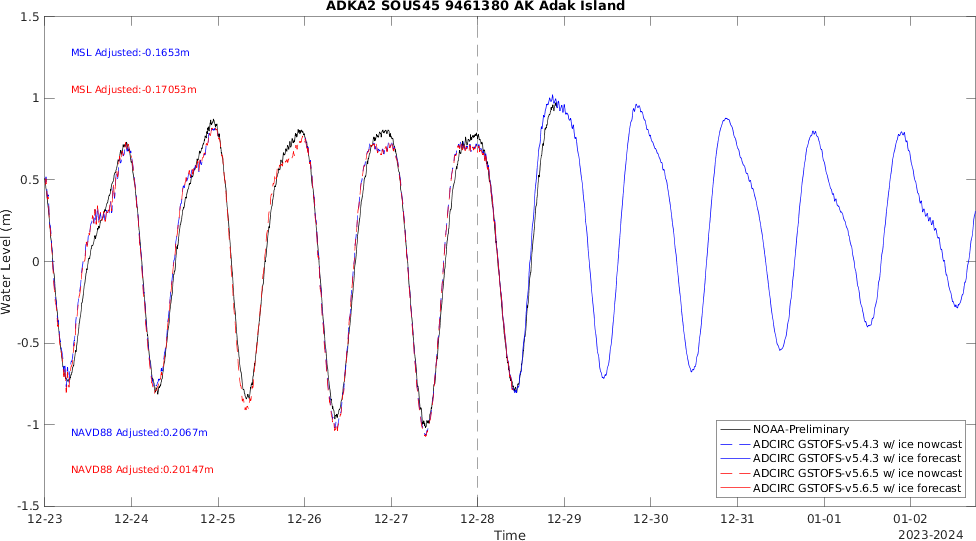 ADKA2 SOUS45 9461380 AK Adak Island
1.5
1
0.5
0
-0.5
-1
-1.5
Water Level (m)
MSL Adjusted:-0.1653m
MSL Adjusted:-0.17053m
NAVD88 Adjusted:0.2067m
NAVD88 Adjusted:0.20147m
NOAA-Preliminary
ADCIRC GSTOFS-v5.4.3 w/ ice nowcast
ADCIRC GSTOFS-v5.4.3 w/ ice forecast
ADCIRC GSTOFS-v5.6.5 w/ ice nowcast
ADCIRC GSTOFS-v5.6.5 w/ ice forecast
12-23 12-24 12-25 12-26 12-27 12-28 12-29 12-30 12-31 01-01 01-02
Time
2023-2024